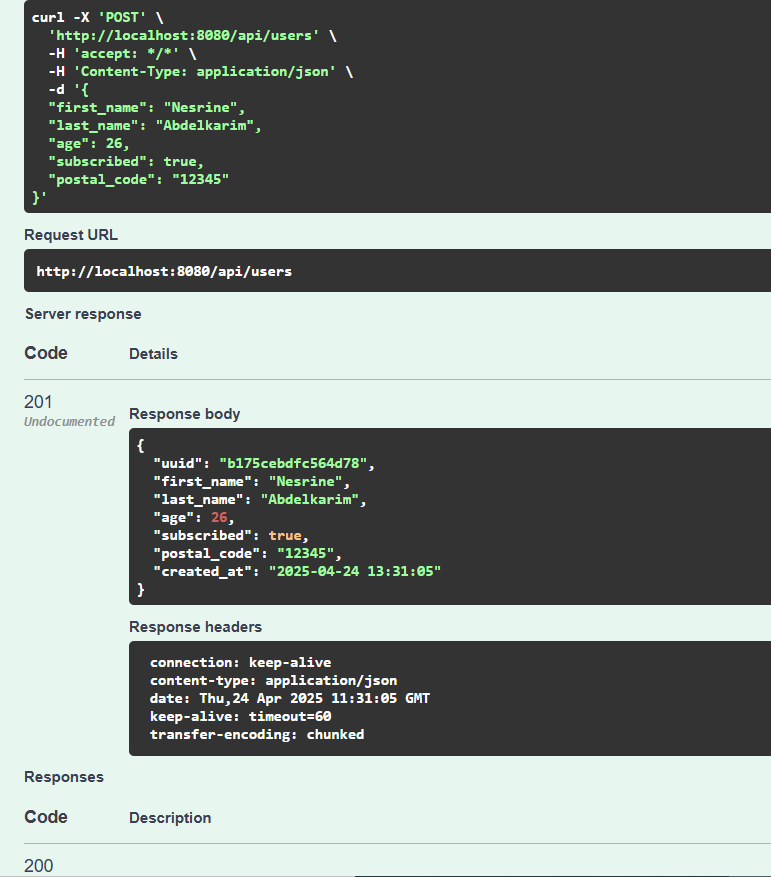 curl -X 'POST' \
  'http://localhost:8080/api/users' \
  -H 'accept: */*' \
  -H 'Content-Type: application/json' \
  -d '{
  "first_name": "Nesrine",
  "last_name": "Abdelkarim",
  "age": 26,
  "subscribed": true,
  "postal_code": "12345"
}'
Request URL
http://localhost:8080/api/users
Server response
Code Details
201
Undocumented
Response body
{
  "uuid": "b175cebdfc564d78",
  "first_name": "Nesrine",
  "last_name": "Abdelkarim",
  "age": 26,
  "subscribed": true,
  "postal_code": "12345",
  "created_at": "2025-04-24 13:31:05"
}
Response headers
connection: keep-alive
content-type: application/json
date: Thu,24 Apr 2025 11:31:05 GMT
keep-alive: timeout=60
transfer-encoding: chunked
Responses
Code Description
200